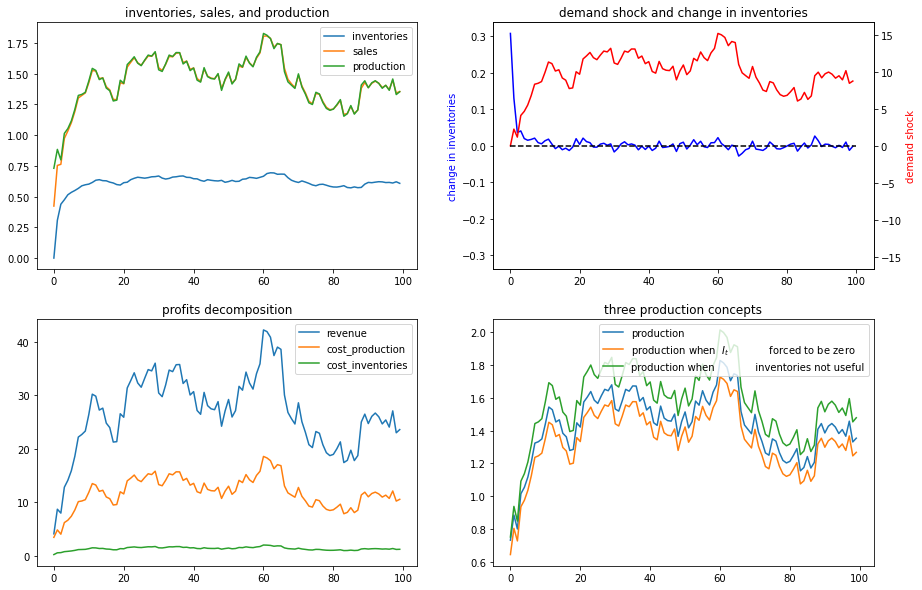 inventories, sales, and production
inventories
sales
production
1.75
1.50
1.25
1.00
0.75
0.50
0.25
0.00
0 20 40 60 80 100
demand shock and change in inventories
change in inventories
0.3
0.2
0.1
0.0
−0.1
−0.2
−0.3
15
10
5
0
−5
−10
−15
demand shock
0 20 40 60 80 100
profits decomposition
revenue
cost_production
cost_inventories
40
30
20
10
0
0 20 40 60 80 100
three production concepts
production
production when I_t forced to be zero
production when inventories not useful
2.0
1.8
1.6
1.4
1.2
1.0
0.8
0.6
0 20 40 60 80 100